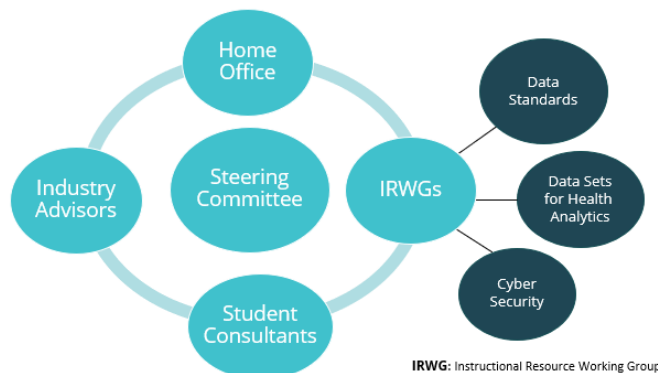 Home
Office
Data
Standards
Industry
Advisors
Steering
Committee
IRWGs
Data Sets
for Health
Analytics
Cyber
Security
Student
Consultants
IRWG: Instructional Resource Working Group